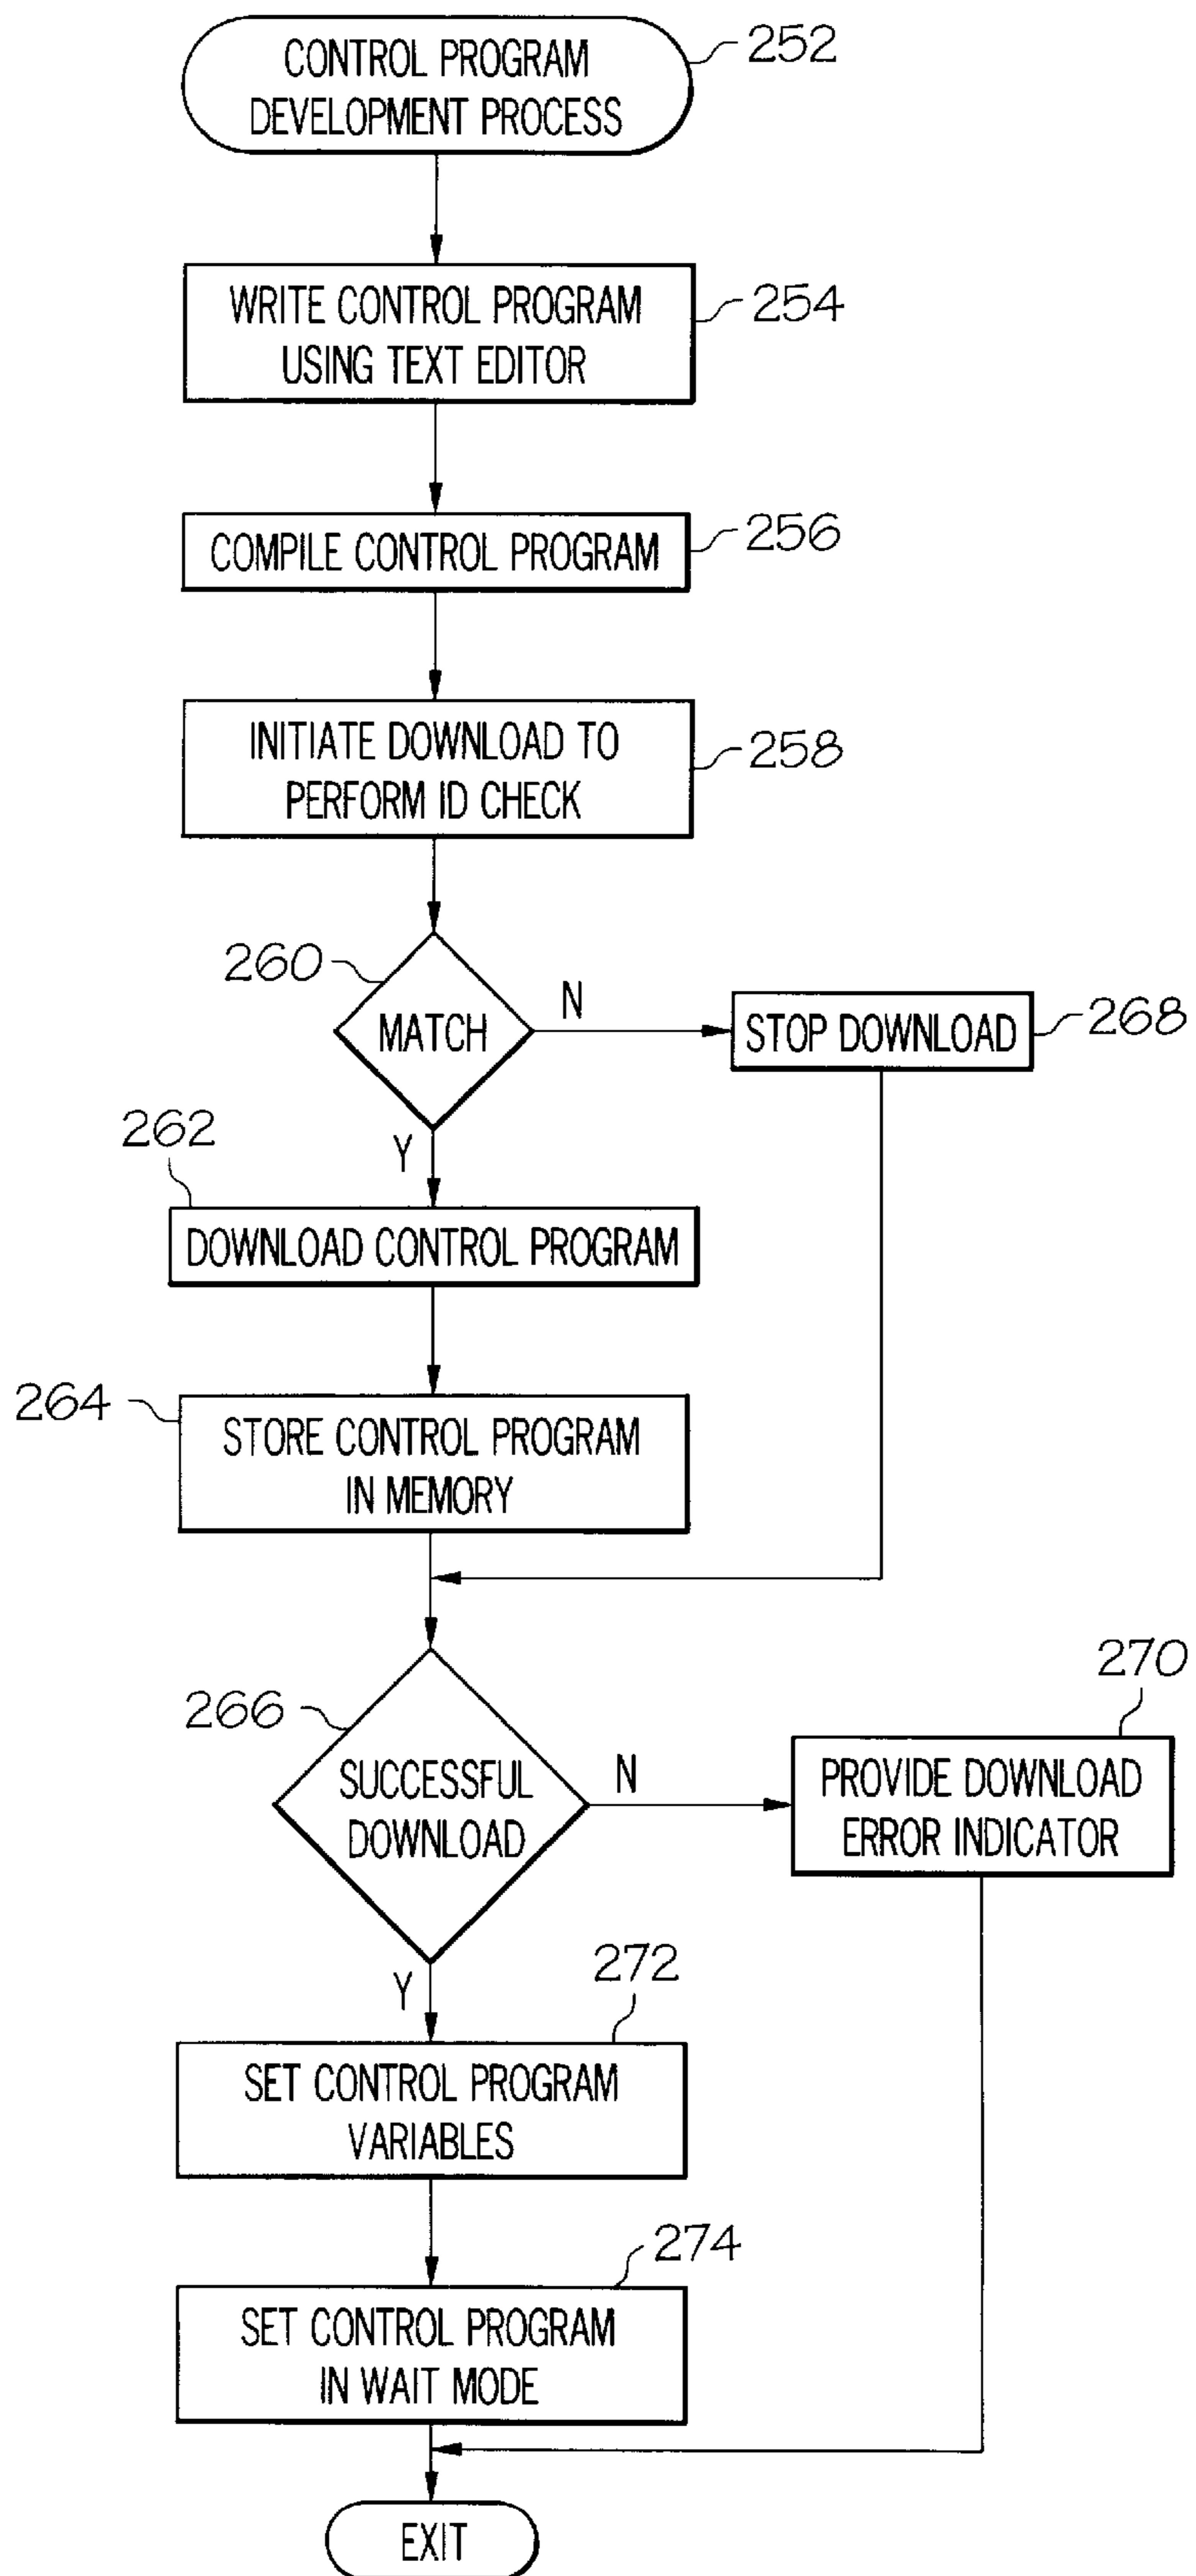 CONTROL PROGRAM
DEVELOPMENT PROCESS
252
WRITE CONTROL PROGRAM
USING TEXT EDITOR
254
COMPILE CONTROL PROGRAM
256
INITIATE DOWNLOAD TO
PERFORM ID CHECK
258
260
MATCH
N
STOP DOWNLOAD
268
Y
262
DOWNLOAD CONTROL PROGRAM
264
STORE CONTROL PROGRAM
IN MEMORY
266
SUCCESSFUL
DOWNLOAD
N
270
PROVIDE DOWNLOAD
ERROR INDICATOR
Y
272
SET CONTROL PROGRAM
VARIABLES
274
SET CONTROL PROGRAM
IN WAIT MODE
EXIT